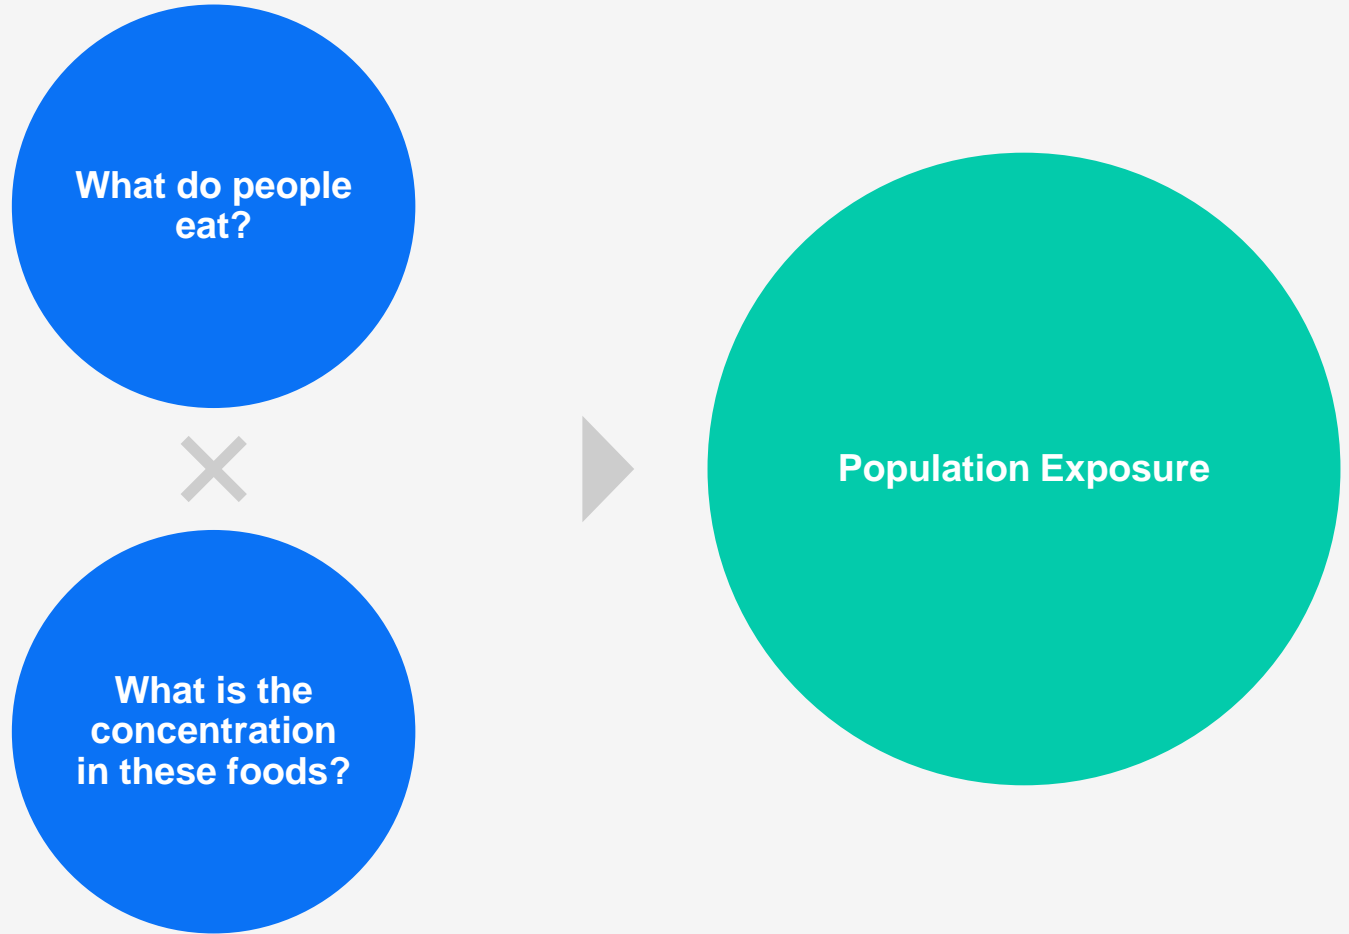 What do people
eat?
What is the
concentration
in these foods?
Population Exposure